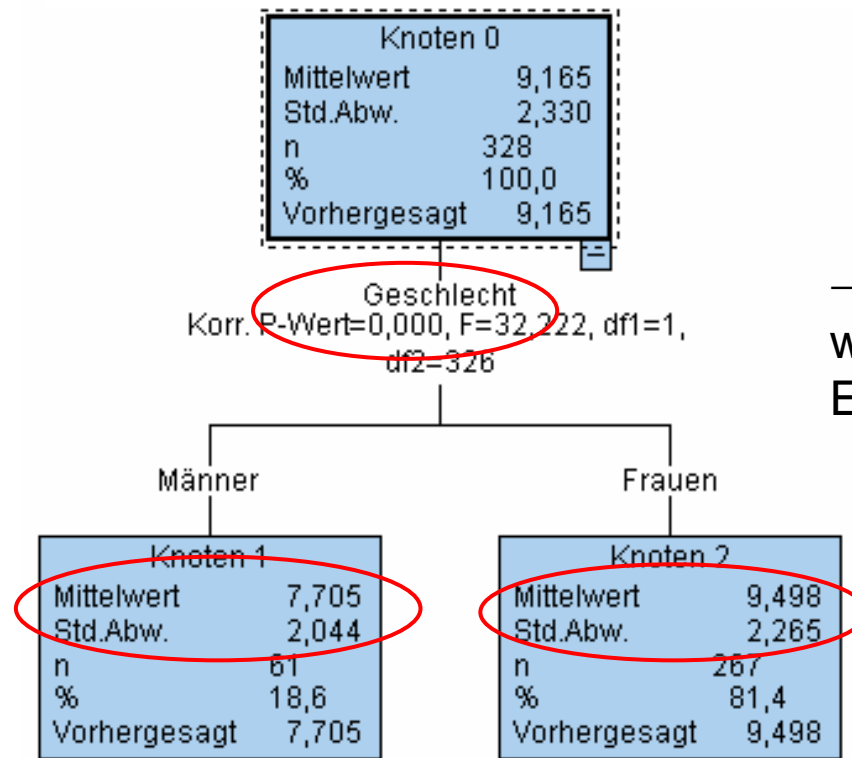 Knoten 0
Mittelwert 9,165
Std.Abw. 2,330
n 328
% 100,0
Vorhergesagt 9,165
Geschlecht
Korr. P-Wert=0,000, F=32,222, df1=1,
df2=326
Männer
Frauen
Knoten 1
Mittelwert 7,705
Std.Abw. 2,044
n 61
% 18,6
Vorhergesagt 7,705
Knoten 2
Mittelwert 9,498
Std.Abw. 2,265
n 267
% 81,4
Vorhergesagt 9,498